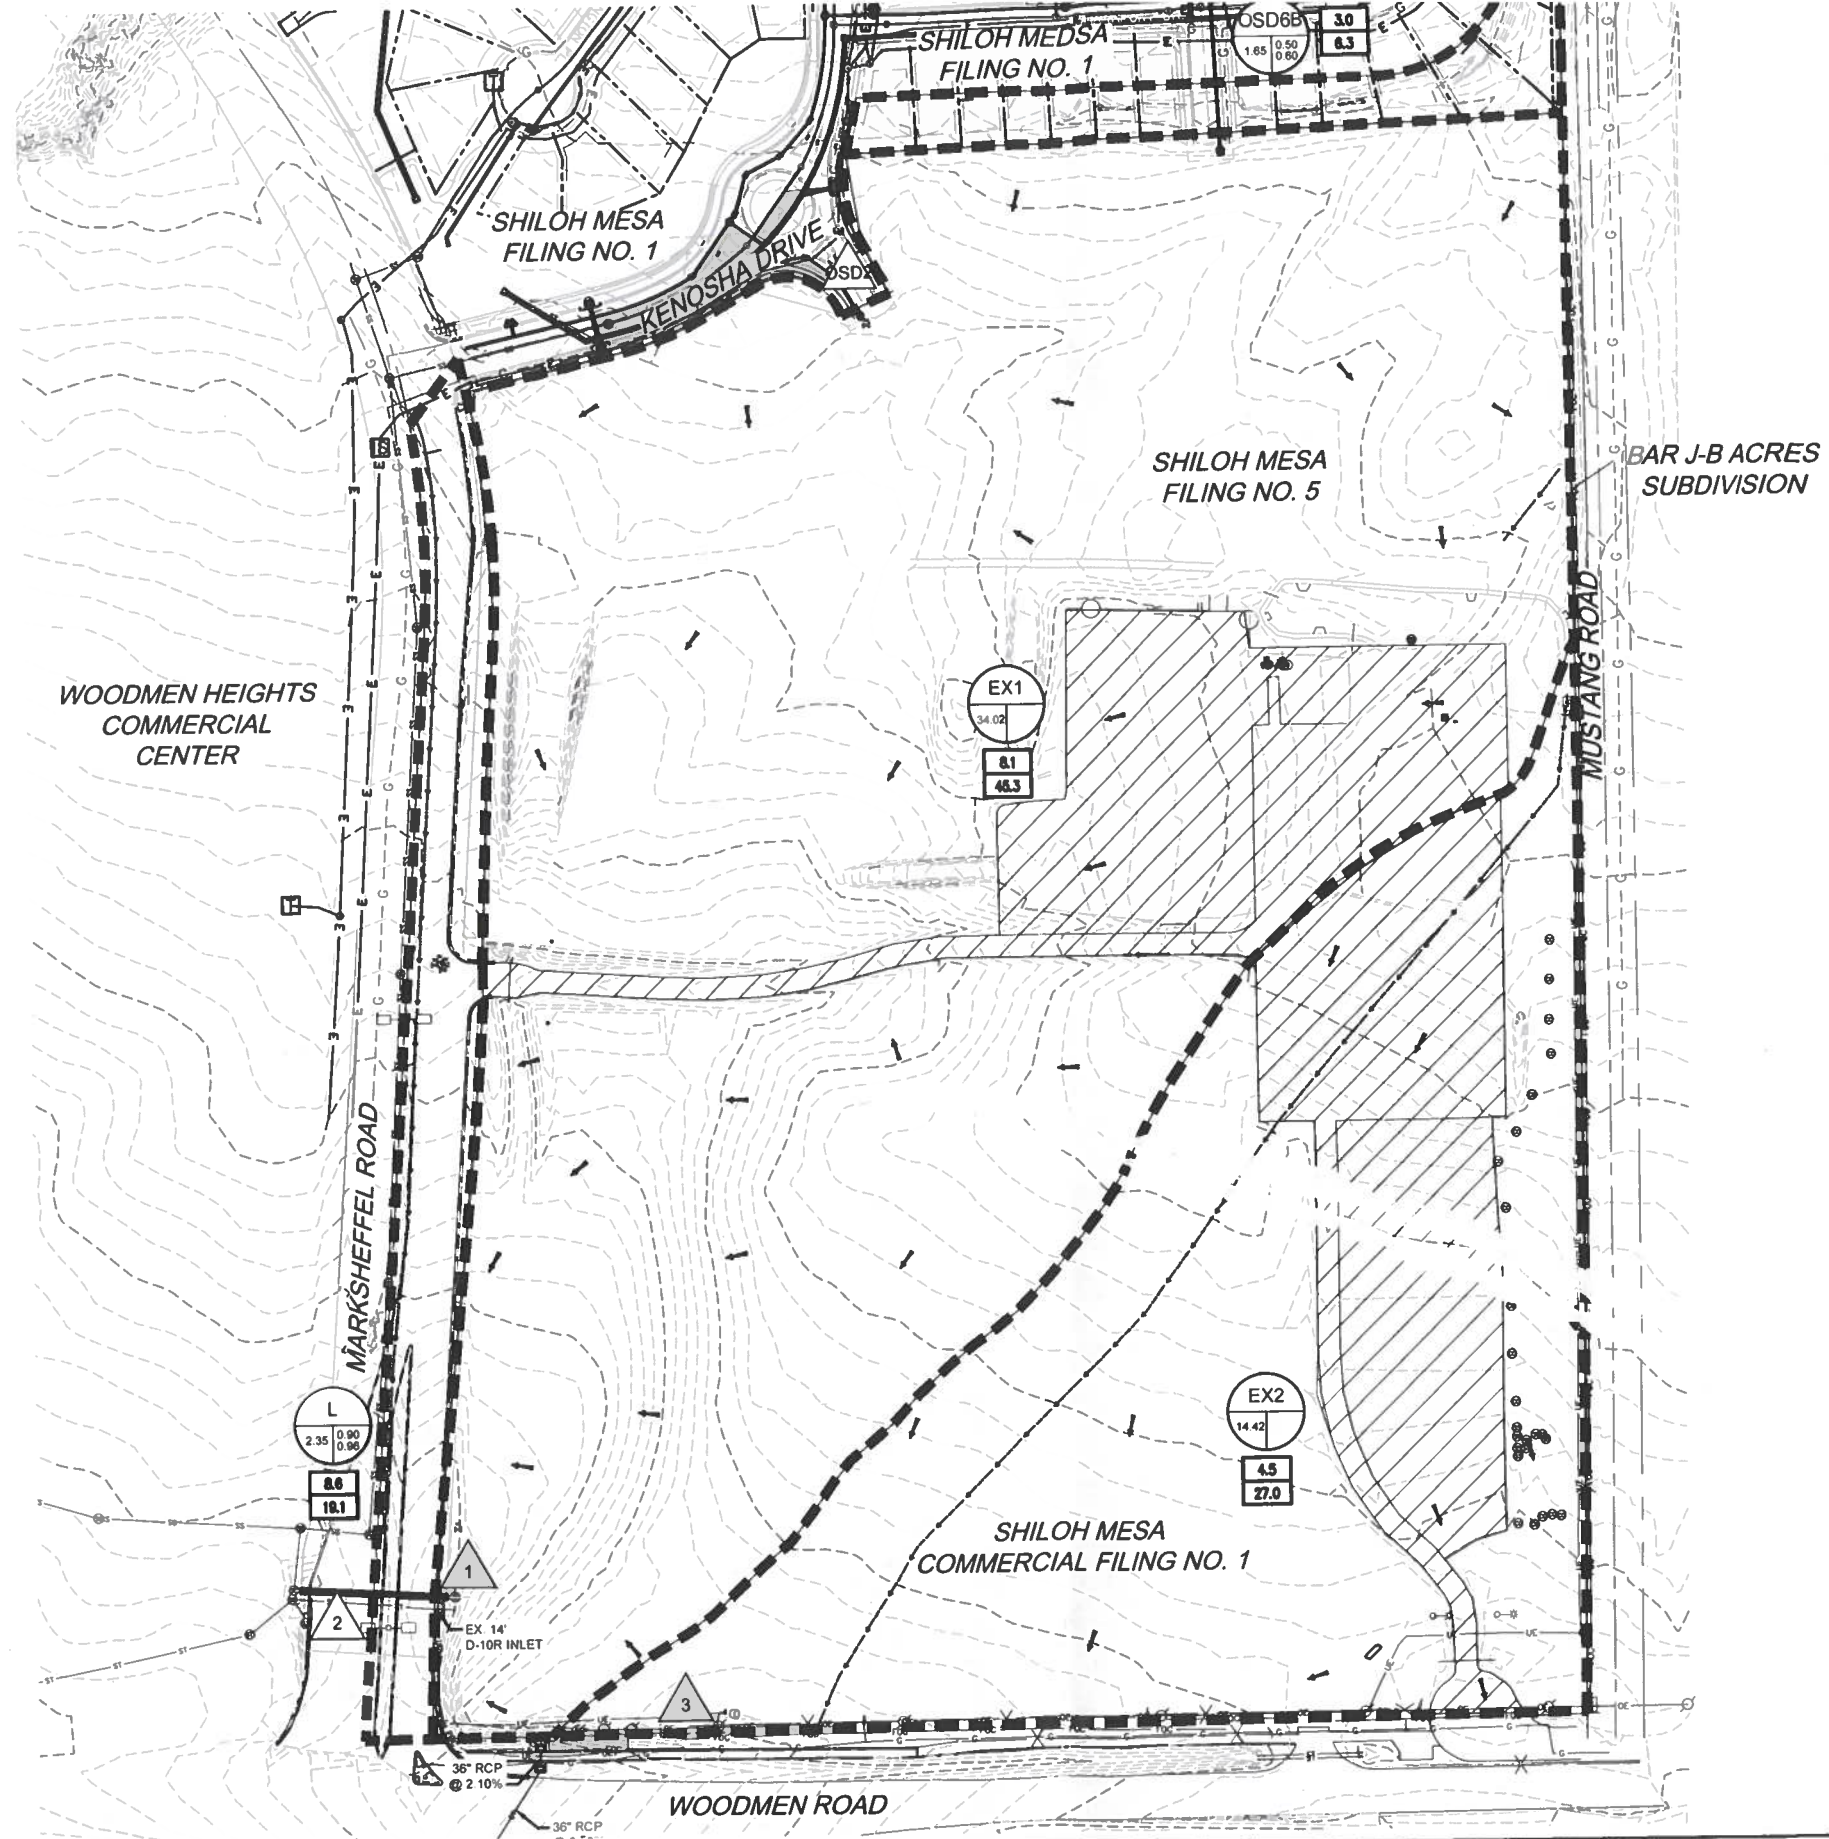 SHILOH MEDSA
FILING NO. 1
OSD6B
1.65
0.50
0.60
3.0
6.3
SHILOH MESA
FILING NO. 1
KENOSHA DRIVE
OSD2
SHILOH MESA
FILING NO. 5
BAR J-B ACRES
SUBDIVISION
MUSTANG ROAD
WOODMEN HEIGHTS
COMMERCIAL
CENTER
EX1
34.02
8.1
45.3
MARKSHEFFEL ROAD
L
2.35
0.90
0.96
8.6
19.1
EX2
14.42
4.5
27.0
SHILOH MESA
COMMERCIAL FILING NO. 1
1
2
EX. 14'
D-10R INLET
3
36" RCP
@ 2.10%
WOODMEN ROAD
36" RCP